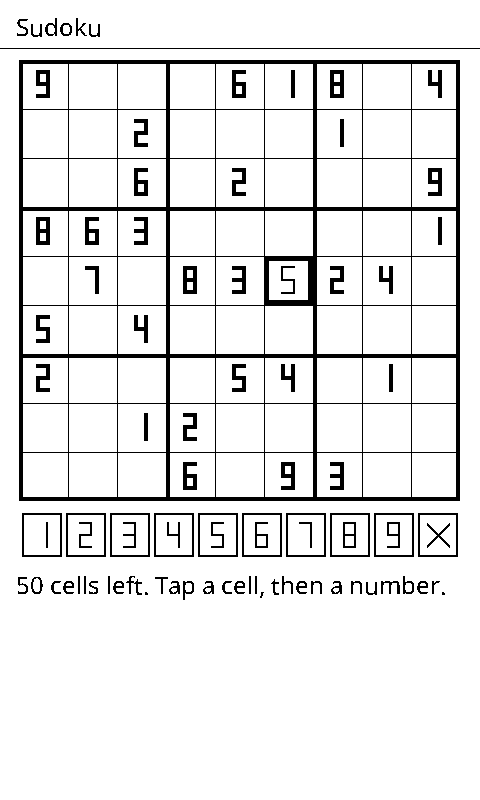 Sudoku
9 6 1 8 4
2 1
6 2 9
8 6 3 1
7 8 3 5 2 4
5 4
2 5 4 1
1 2
6 9 3
1 2 3 4 5 6 7 8 9 X
50 cells left. Tap a cell, then a number.